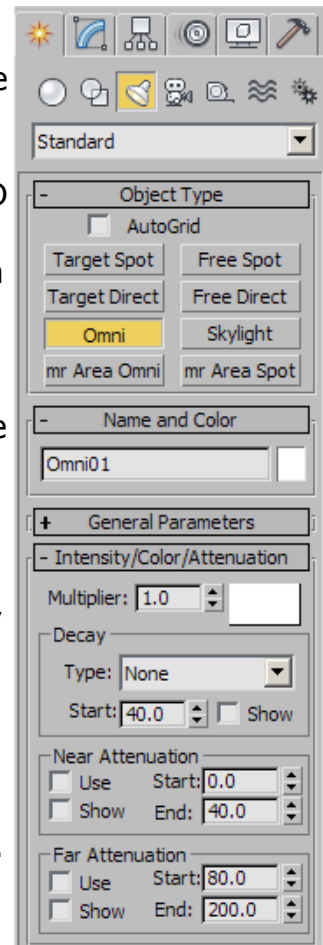 Standard
- Object Type
AutoGrid
Target Spot Free Spot
Target Direct Free Direct
Omni Skylight
mr Area Omni mr Area Spot
- Name and Color
Omni01
+ General Parameters
- Intensity/Color/Attenuation
Multiplier: 1.0
Decay
Type: None
Start: 40.0 Show
Near Attenuation
Use Start: 0.0
Show End: 40.0
Far Attenuation
Use Start: 80.0
Show End: 200.0